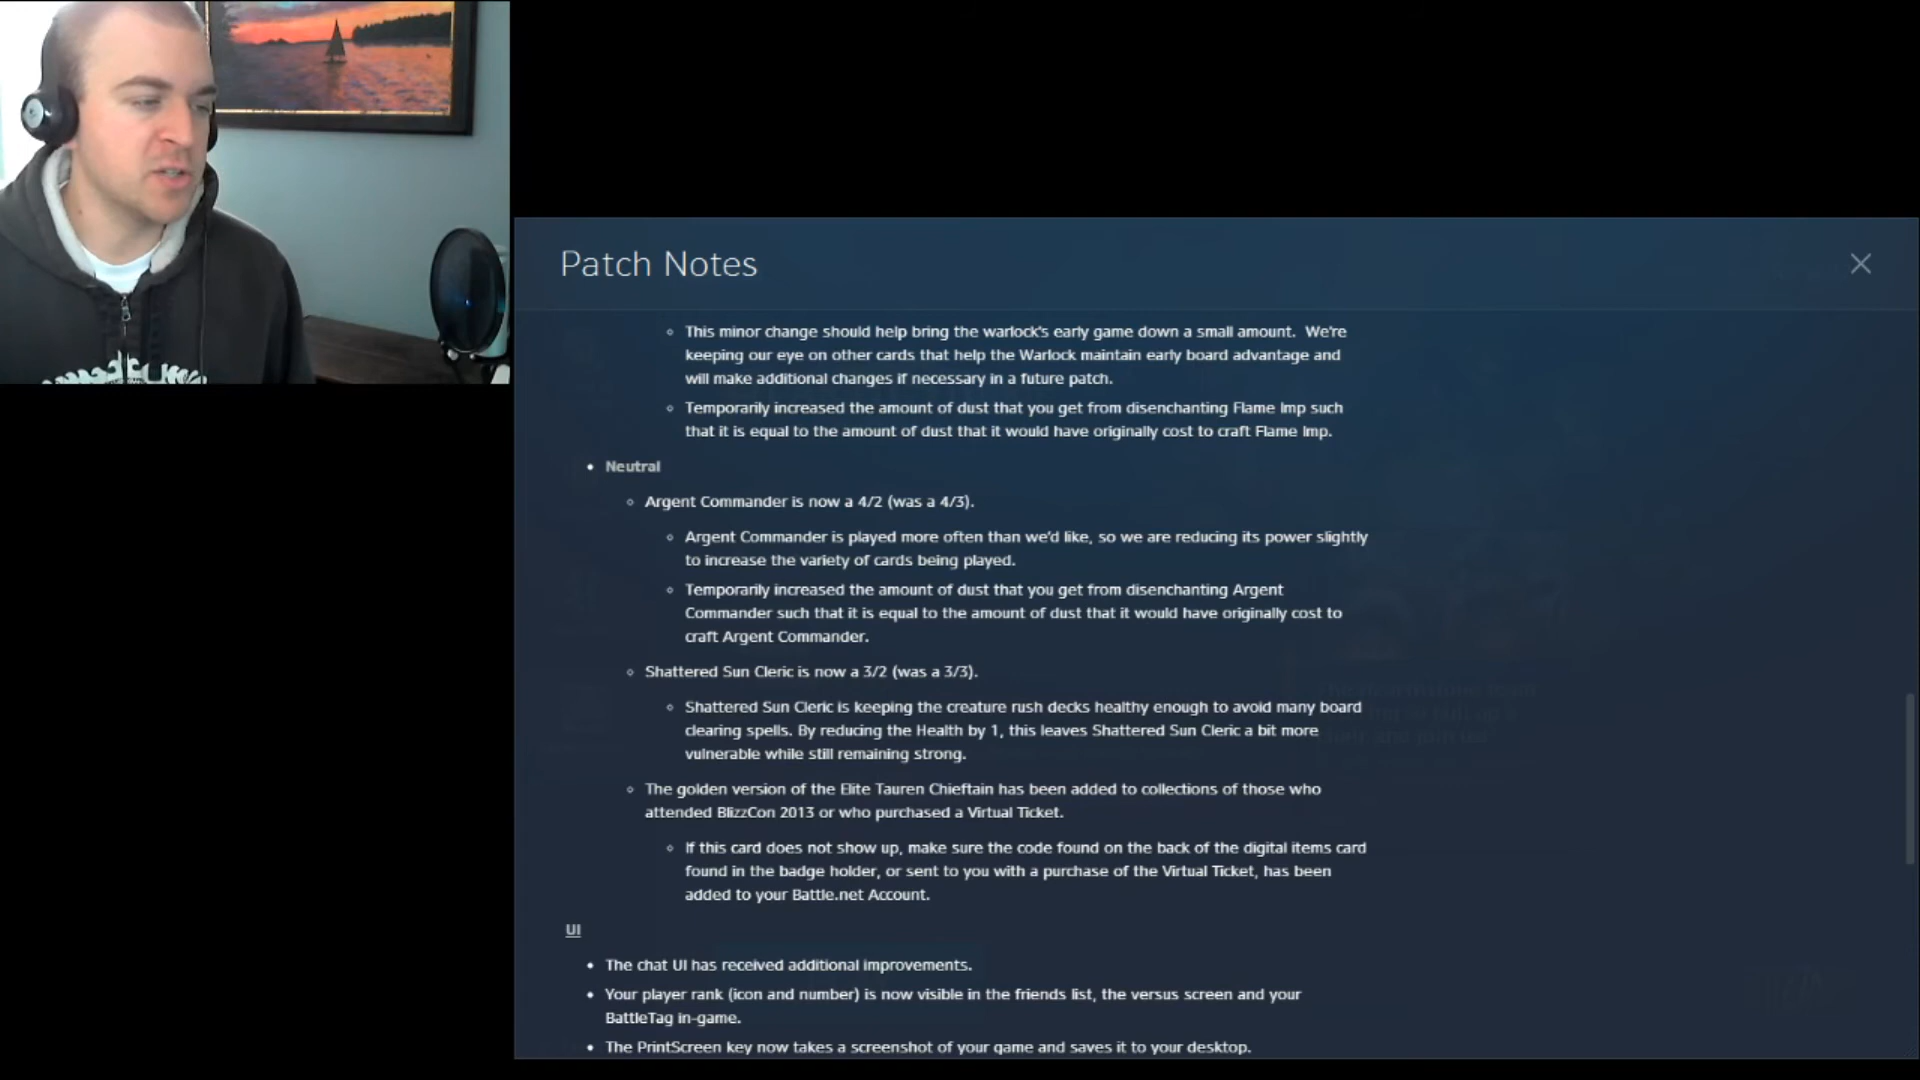 Patch Notes
This minor change should help bring the warlock's early game down a small amount.  We're
keeping our eye on other cards that help the Warlock maintain early board advantage and
will make additional changes if necessary in a future patch.
Temporarily increased the amount of dust that you get from disenchanting Flame Imp such
that it is equal to the amount of dust that it would have originally cost to craft Flame Imp.
Neutral
Argent Commander is now a 4/2 (was a 4/3).
Argent Commander is played more often than we'd like, so we are reducing its power slightly
to increase the variety of cards being played.
Temporarily increased the amount of dust that you get from disenchanting Argent
Commander such that it is equal to the amount of dust that it would have originally cost to
craft Argent Commander.
Shattered Sun Cleric is now a 3/2 (was a 3/3).
Shattered Sun Cleric is keeping the creature rush decks healthy enough to avoid many board
clearing spells. By reducing the Health by 1, this leaves Shattered Sun Cleric a bit more
vulnerable while still remaining strong.
The golden version of the Elite Tauren Chieftain has been added to collections of those who
attended BlizzCon 2013 or who purchased a Virtual Ticket.
If this card does not show up, make sure the code found on the back of the digital items card
found in the badge holder, or sent to you with a purchase of the Virtual Ticket, has been
added to your Battle.net Account.
UI
The chat UI has received additional improvements.
Your player rank (icon and number) is now visible in the friends list, the versus screen and your
BattleTag in-game.
The PrintScreen key now takes a screenshot of your game and saves it to your desktop.